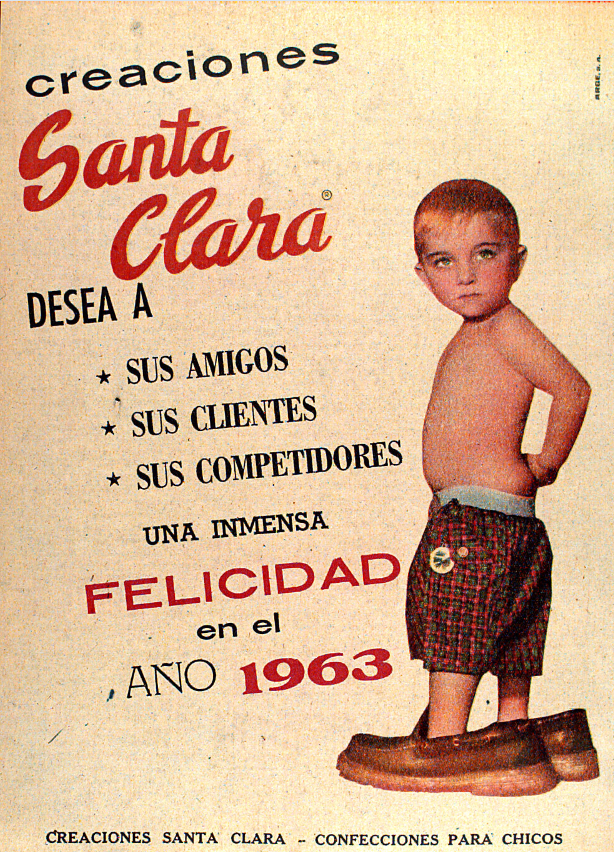 creaciones
Santa
Clara®
DESEA A
★ SUS AMIGOS
★ SUS CLIENTES
★ SUS COMPETIDORES
UNA INMENSA
FELICIDAD
en el
AÑO 1963
CREACIONES SANTA CLARA – CONFECCIONES PARA CHICOS
ARGE, s. A.